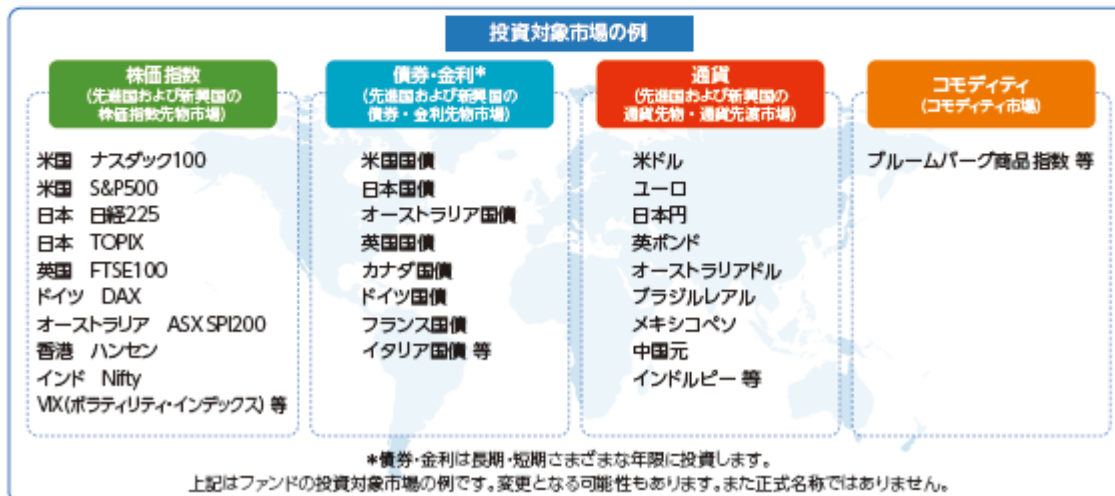 投資対象市場の例
株価指数
(先進国および新興国の
株価指数先物市場)
米国 ナスダック100
米国 S&P500
日本 日経225
日本 TOPIX
英国 FTSE100
ドイツ DAX
オーストラリア ASX SPI200
香港 ハンセン
インド Nifty
VIX(ボラティリティ・インデックス) 等
債券・金利*
(先進国および新興国の
債券・金利先物市場)
米国国債
日本国債
オーストラリア国債
英国国債
カナダ国債
ドイツ国債
フランス国債
イタリア国債 等
通貨
(先進国および新興国の
通貨先物・通貨先渡市場)
米ドル
ユーロ
日本円
英ポンド
オーストラリアドル
ブラジルレアル
メキシコペソ
中国元
インドルピー 等
コモディティ
(コモディティ市場)
ブルームバーグ商品指数 等
*債券・金利は長期・短期さまざまな年限に投資します。
上記はファンドの投資対象市場の例です。変更となる可能性もあります。また正式名称ではありません。